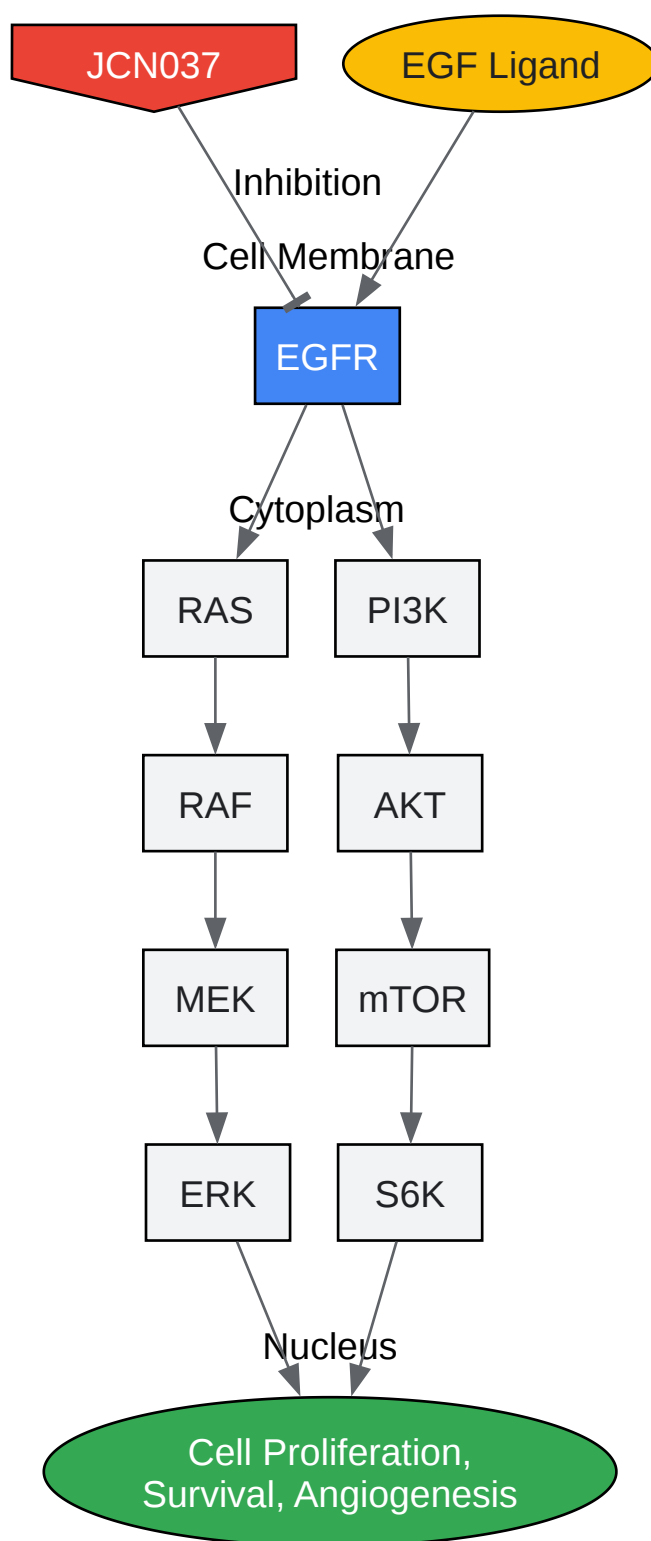 JCN037
EGF Ligand
Inhibition
Cell Membrane
EGFR
Cytoplasm
RAS
PI3K
RAF
AKT
MEK
mTOR
ERK
S6K
Nucleus
Cell Proliferation,
Survival, Angiogenesis